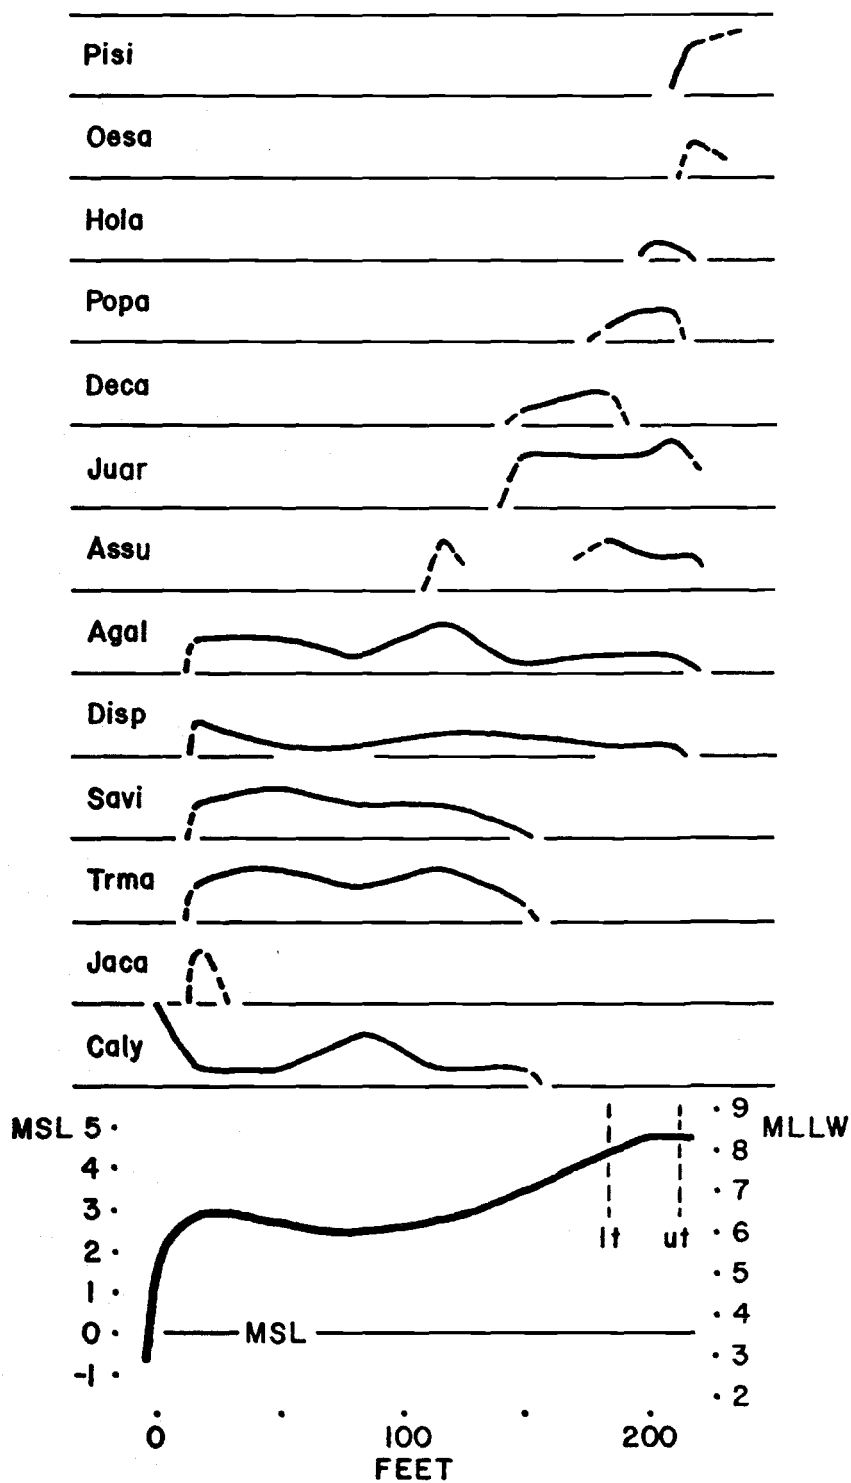 Pisi
Oesa
Hola
Popa
Deca
Juar
Assu
Agal
Disp
Savi
Trma
Jaca
Caly
MSL 5 9 MLLW
4 8
3 7
2 6
1 5
0 MSL 4
-1 3
2
lt ut
0 100 200
FEET